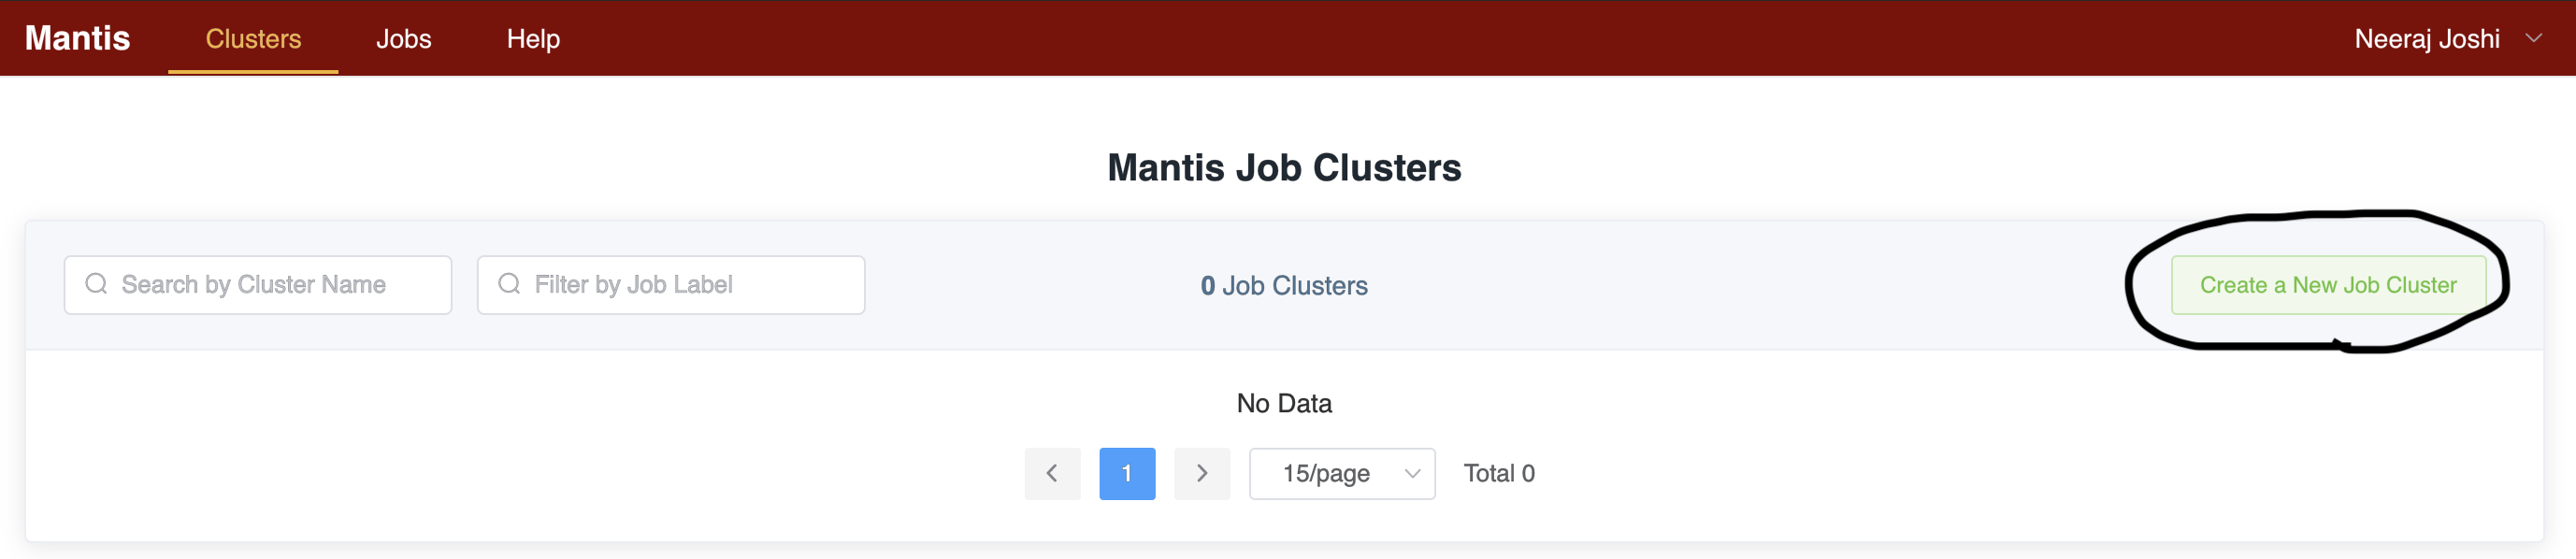 Mantis Clusters Jobs Help Neeraj Joshi
Mantis Job Clusters
Search by Cluster Name Filter by Job Label 0 Job Clusters Create a New Job Cluster
No Data
1 15/page Total 0